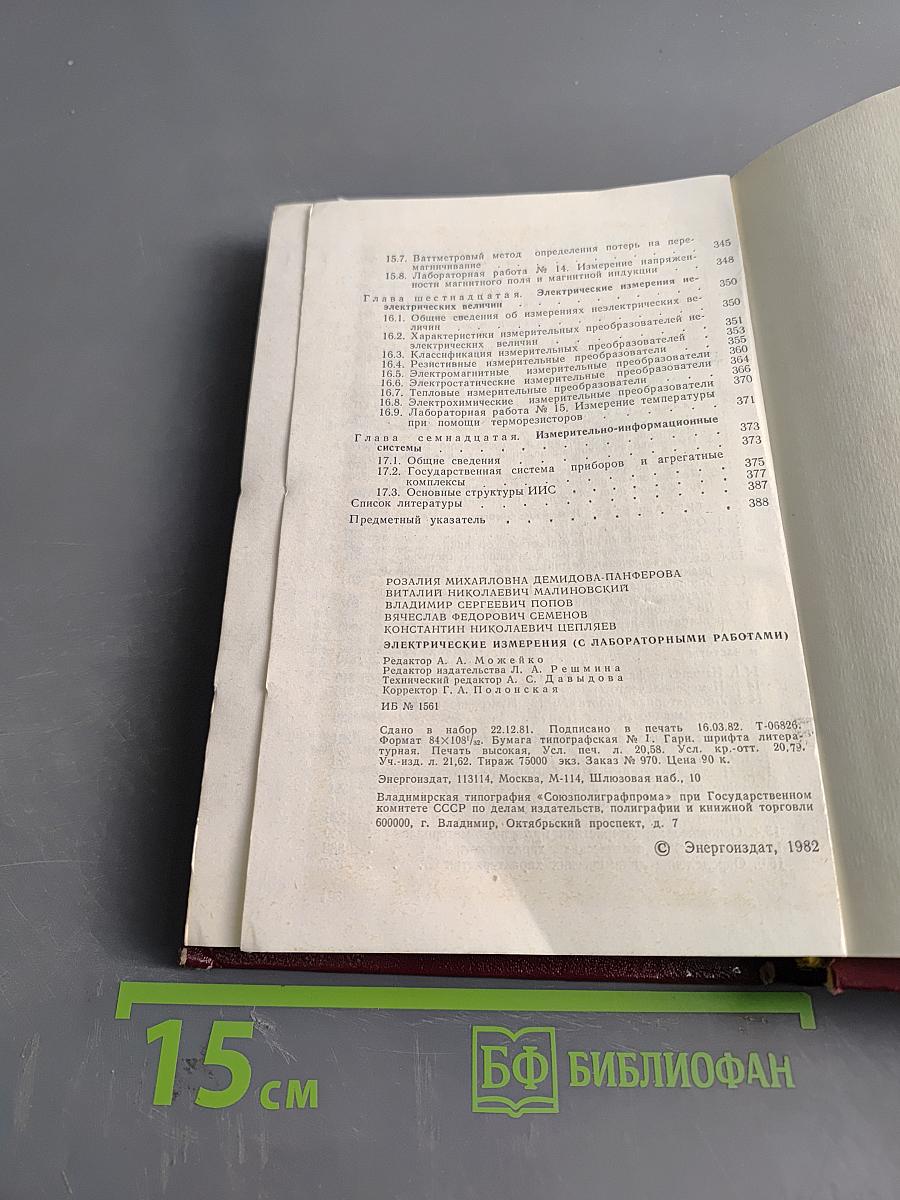 15.7. Ваттметровый метод определения потерь на пере-
магничивание . . . . . . . . . . 345
15.8. Лабораторная работа № 14. Измерение напряжен-
ности магнитного поля и магнитной индукции . . 348
Глава шестнадцатая. Электрические измерения не-
электрических величин . . . . . . . . . . 350
16.1. Общие сведения об измерениях неэлектрических ве-
личин . . . . . . . . . . 350
16.2. Характеристики измерительных преобразователей не-
электрических величин . . . . . . . . 351
16.3. Классификация измерительных преобразователей . 353
16.4. Резистивные измерительные преобразователи . . 355
16.5. Электромагнитные измерительные преобразователи 360
16.6. Электростатические измерительные преобразователи 364
16.7. Тепловые измерительные преобразователи . . . 366
16.8. Электрохимические измерительные преобразователи 370
16.9. Лабораторная работа № 15. Измерение температуры
при помощи терморезисторов . . . . . . 371
Глава семнадцатая. Измерительно-информационные
системы . . . . . . . . . . . . 373
17.1. Общие сведения . . . . . . . . . 373
17.2. Государственная система приборов и агрегатные
комплексы . . . . . . . . . . 375
17.3. Основные структуры ИИС . . . . . . . 377
Список литературы . . . . . . . . . . 387
Предметный указатель . . . . . . . . . 388
РОЗАЛИЯ МИХАЙЛОВНА ДЕМИДОВА-ПАНФЕРОВА
ВИТАЛИЙ НИКОЛАЕВИЧ МАЛИНОВСКИЙ
ВЛАДИМИР СЕРГЕЕВИЧ ПОПОВ
ВЯЧЕСЛАВ ФЕДОРОВИЧ СЕМЕНОВ
КОНСТАНТИН НИКОЛАЕВИЧ ЦЕПЛЯЕВ
ЭЛЕКТРИЧЕСКИЕ ИЗМЕРЕНИЯ (С ЛАБОРАТОРНЫМИ РАБОТАМИ)
Редактор А. А. Можейко
Редактор издательства Л. А. Решмина
Технический редактор А. С. Давыдова
Корректор Г. А. Полонская
ИБ № 1561
Сдано в набор 22.12.81. Подписано в печать 16.03.82. Т-06826.
Формат 84×108¹/₃₂. Бумага типографская № 1. Гарн. шрифта литера-
турная. Печать высокая, Усл. печ. л. 20,58. Усл. кр.-отт. 20,79.
Уч.-изд. л. 21,62. Тираж 75000 экз. Заказ № 970. Цена 90 к.
Энергоиздат, 113114, Москва, М-114, Шлюзовая наб., 10
Владимирская типография «Союзполиграфпрома» при Государственном
комитете СССР по делам издательств, полиграфии и книжной торговли
600000, г. Владимир, Октябрьский проспект, д. 7
© Энергоиздат, 1982
15 см
БФ БИБЛИОФАН